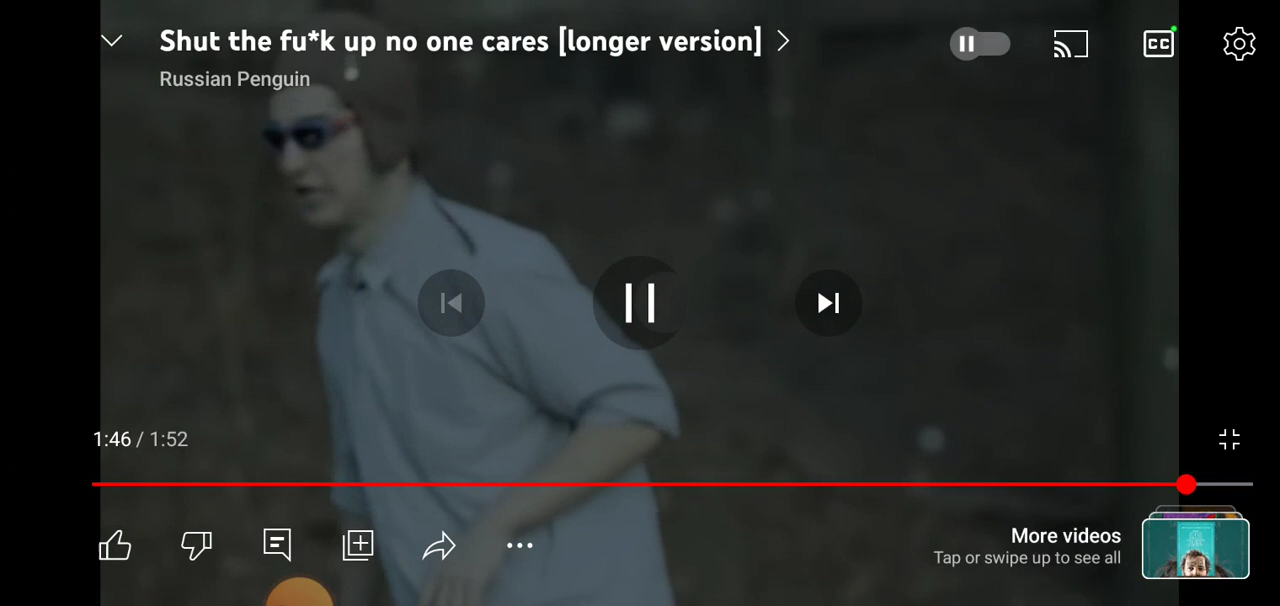 Shut the fu*k up no one cares [longer version]
Russian Penguin
CC
1:46 / 1:52
More videos
Tap or swipe up to see all